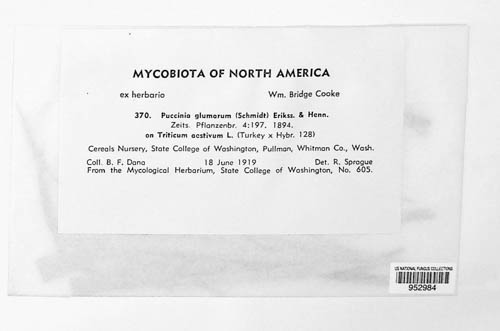 MYCOBIOTA OF NORTH AMERICA
ex herbario Wm. Bridge Cooke
370. Puccinia glumarum (Schmidt) Erikss. & Henn.
Zeits. Pflanzenbr. 4:197. 1894.
on Triticum aestivum L. (Turkey x Hybr. 128)
Cereals Nursery, State College of Washington, Pullman, Whitman Co., Wash.
Coll. B. F. Dana 18 June 1919 Det. R. Sprague
From the Mycological Herbarium, State College of Washington, No. 605.
US NATIONAL FUNGUS COLLECTIONS
952984